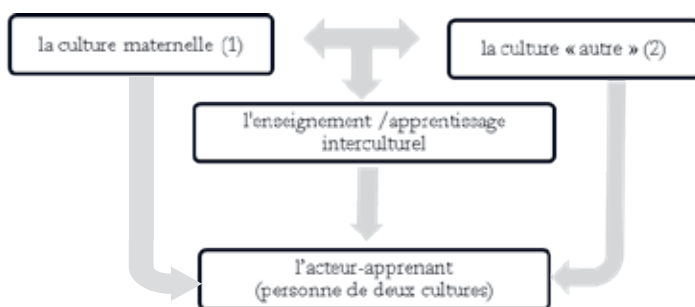 la culture maternelle (1)
la culture « autre » (2)
l'enseignement /apprentissage
interculturel
l'acteur-apprenant
(personne de deux cultures)